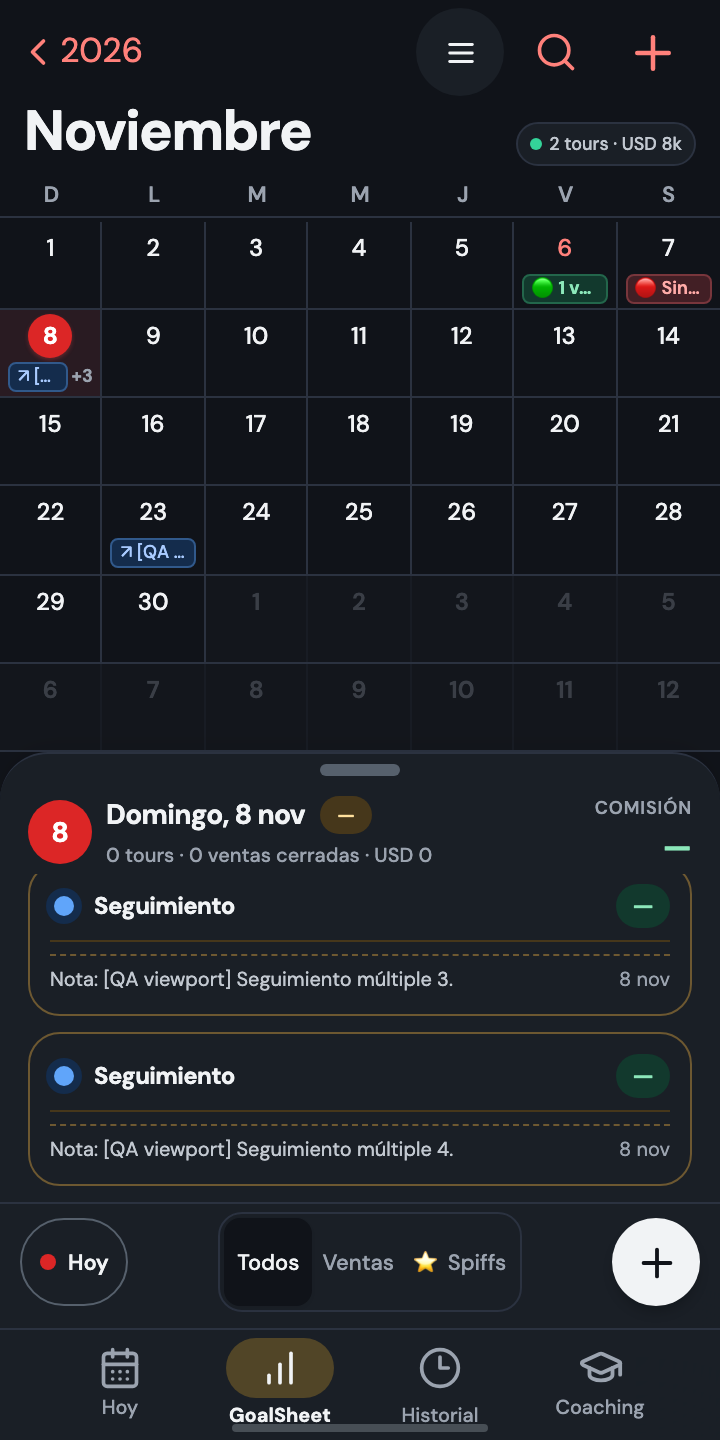 2026
Noviembre
2 tours · USD 8k
D L M M J V S
1 2 3 4 5 6 7
1 v... Sin...
8 9 10 11 12 13 14
[... +3
15 16 17 18 19 20 21
22 23 24 25 26 27 28
[QA ...
29 30 1 2 3 4 5
6 7 8 9 10 11 12
8 Domingo, 8 nov — COMISIÓN
0 tours · 0 ventas cerradas · USD 0 —
Seguimiento —
Nota: [QA viewport] Seguimiento múltiple 3. 8 nov
Seguimiento —
Nota: [QA viewport] Seguimiento múltiple 4. 8 nov
Hoy Todos Ventas ⭐ Spiffs
Hoy GoalSheet Historial Coaching